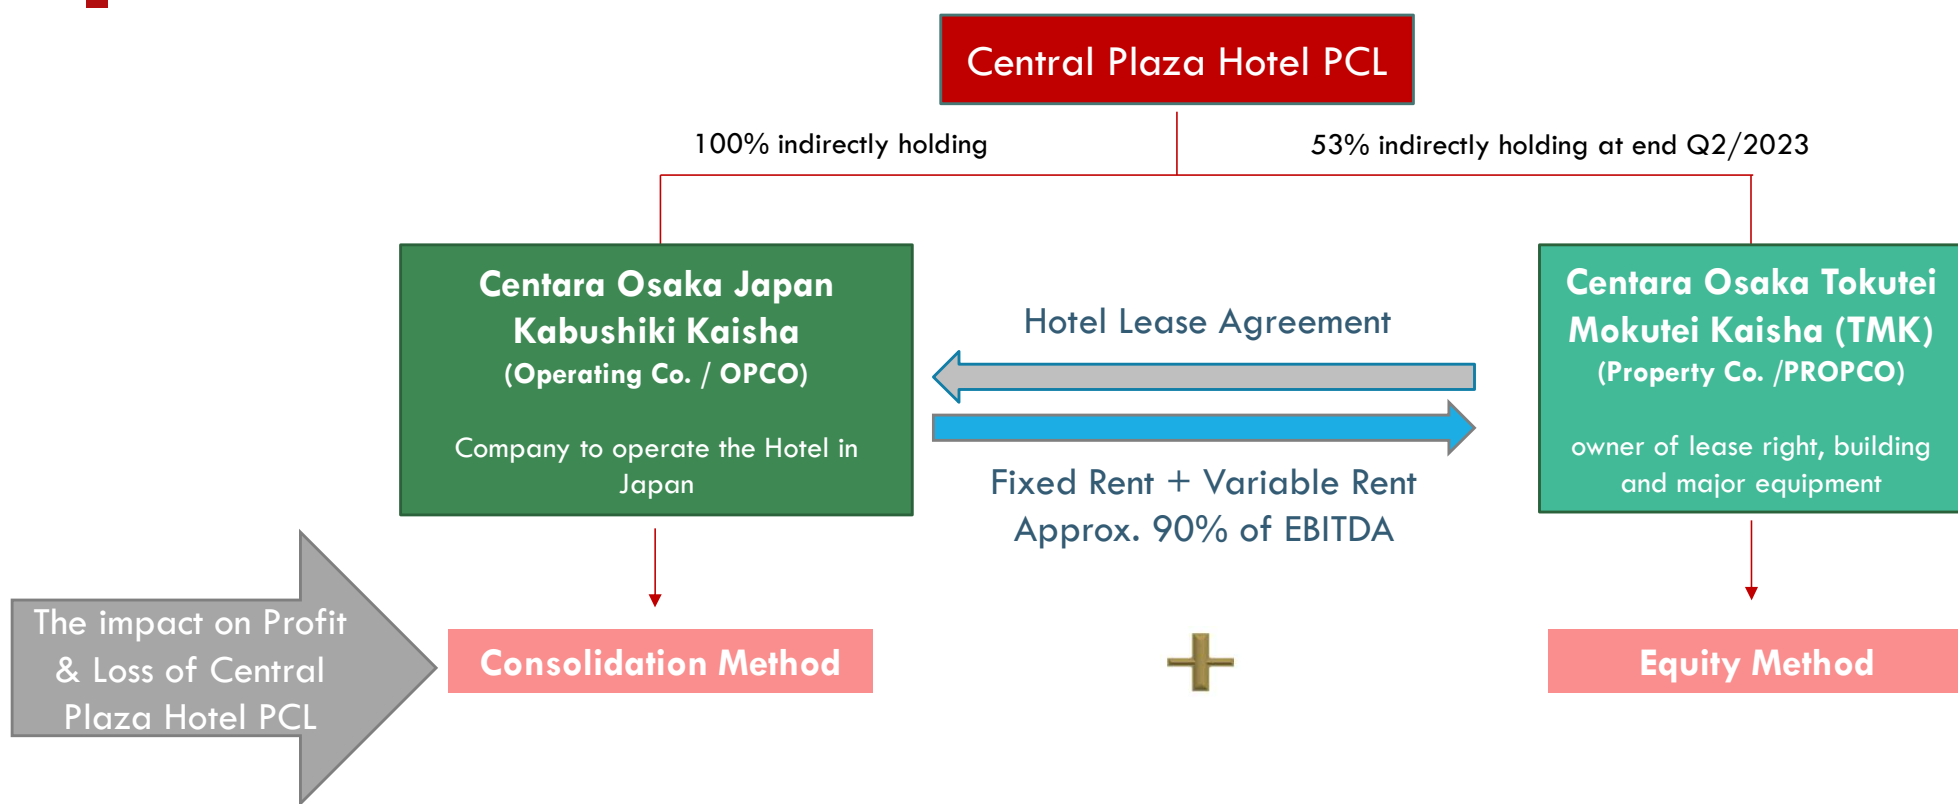 Central Plaza Hotel PCL
100% indirectly holding
53% indirectly holding at end Q2/2023
Centara Osaka Japan
Kabushiki Kaisha
(Operating Co. / OPCO)
Company to operate the Hotel in
Japan
Hotel Lease Agreement
Fixed Rent + Variable Rent
Approx. 90% of EBITDA
Centara Osaka Tokutei
Mokutei Kaisha (TMK)
(Property Co. /PROPCO)
owner of lease right, building
and major equipment
The impact on Profit
& Loss of Central
Plaza Hotel PCL
Consolidation Method
+
Equity Method